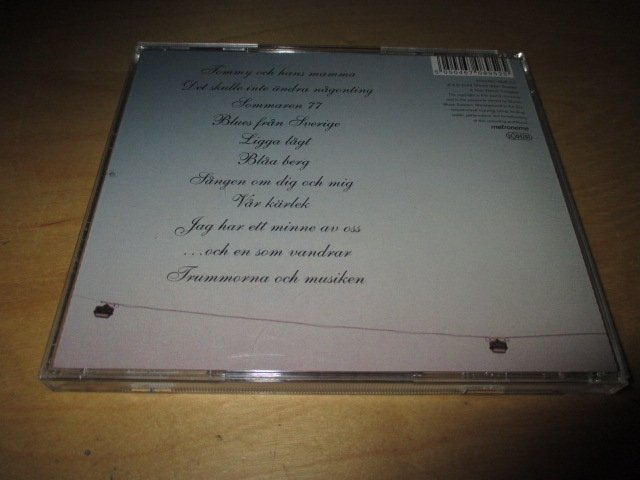 Tommy och hans mamma
Det skulle inte ändra någonting
Sommaren 77
Blues från Sverige
Ligga lågt
Blåa berg
Sången om dig och mig
Vår kärlek
Jag har ett minne av oss
...och en som vandrar
Trummorna och musiken
metronome